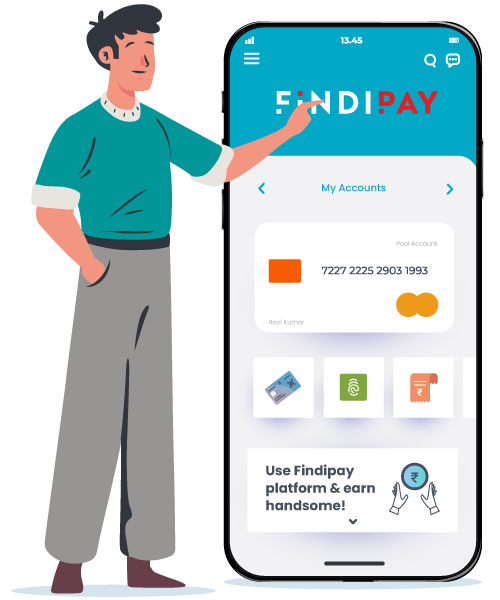 13.45
FINDIPAY
My Accounts
Pool Account
7227 2225 2903 1993
Ravi Kumar
₹
Use Findipay
platform & earn
handsome!
₹